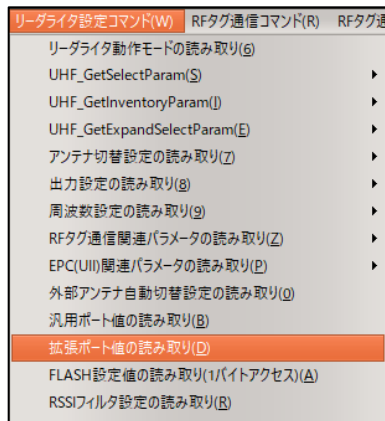 リーダライタ設定コマンド(W) RFタグ通信コマンド(R) RFタグ通
リーダライタ動作モードの読み取り(6)
UHF_GetSelectParam(S)
UHF_GetInventoryParam(I)
UHF_GetExpandSelectParam(E)
アンテナ切替設定の読み取り(7)
出力設定の読み取り(8)
周波数設定の読み取り(9)
RFタグ通信関連パラメータの読み取り(Z)
EPC(UII)関連パラメータの読み取り(P)
外部アンテナ自動切替設定の読み取り(0)
汎用ポート値の読み取り(B)
拡張ポート値の読み取り(D)
FLASH設定値の読み取り(1バイトアクセス)(A)
RSSIフィルタ設定の読み取り(R)